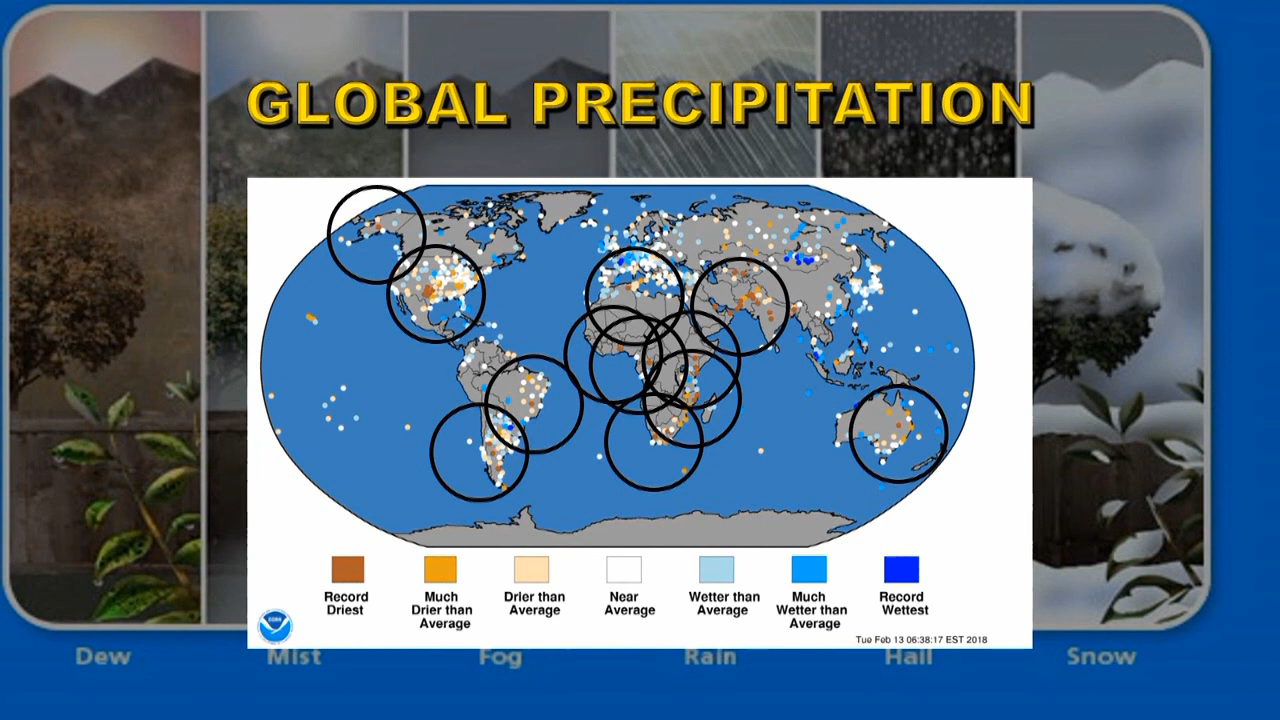 GLOBAL PRECIPITATION
Record
Driest
Much
Drier than
Average
Drier than
Average
Near
Average
Wetter than
Average
Much
Wetter than
Average
Record
Wettest
Tue Feb 13 06:38:17 EST 2018
Dew
Mist
Fog
Rain
Hail
Snow